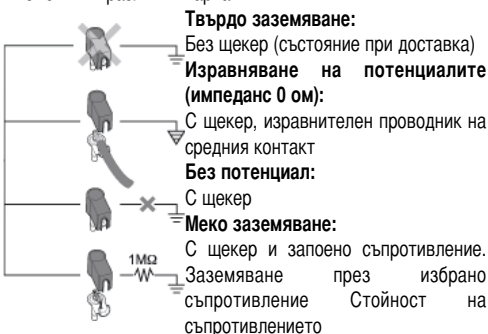 Твърдо заземяване:
Без щекер (състояние при доставка)
Изравняване на потенциалите
(импеданс 0 ом):
С щекер, изравнителен проводник на
средния контакт
Без потенциал:
С щекер
Меко заземяване:
1MΩ
С щекер и запоено съпротивление.
Заземяване през избрано
съпротивление Стойност на
съпротивлението